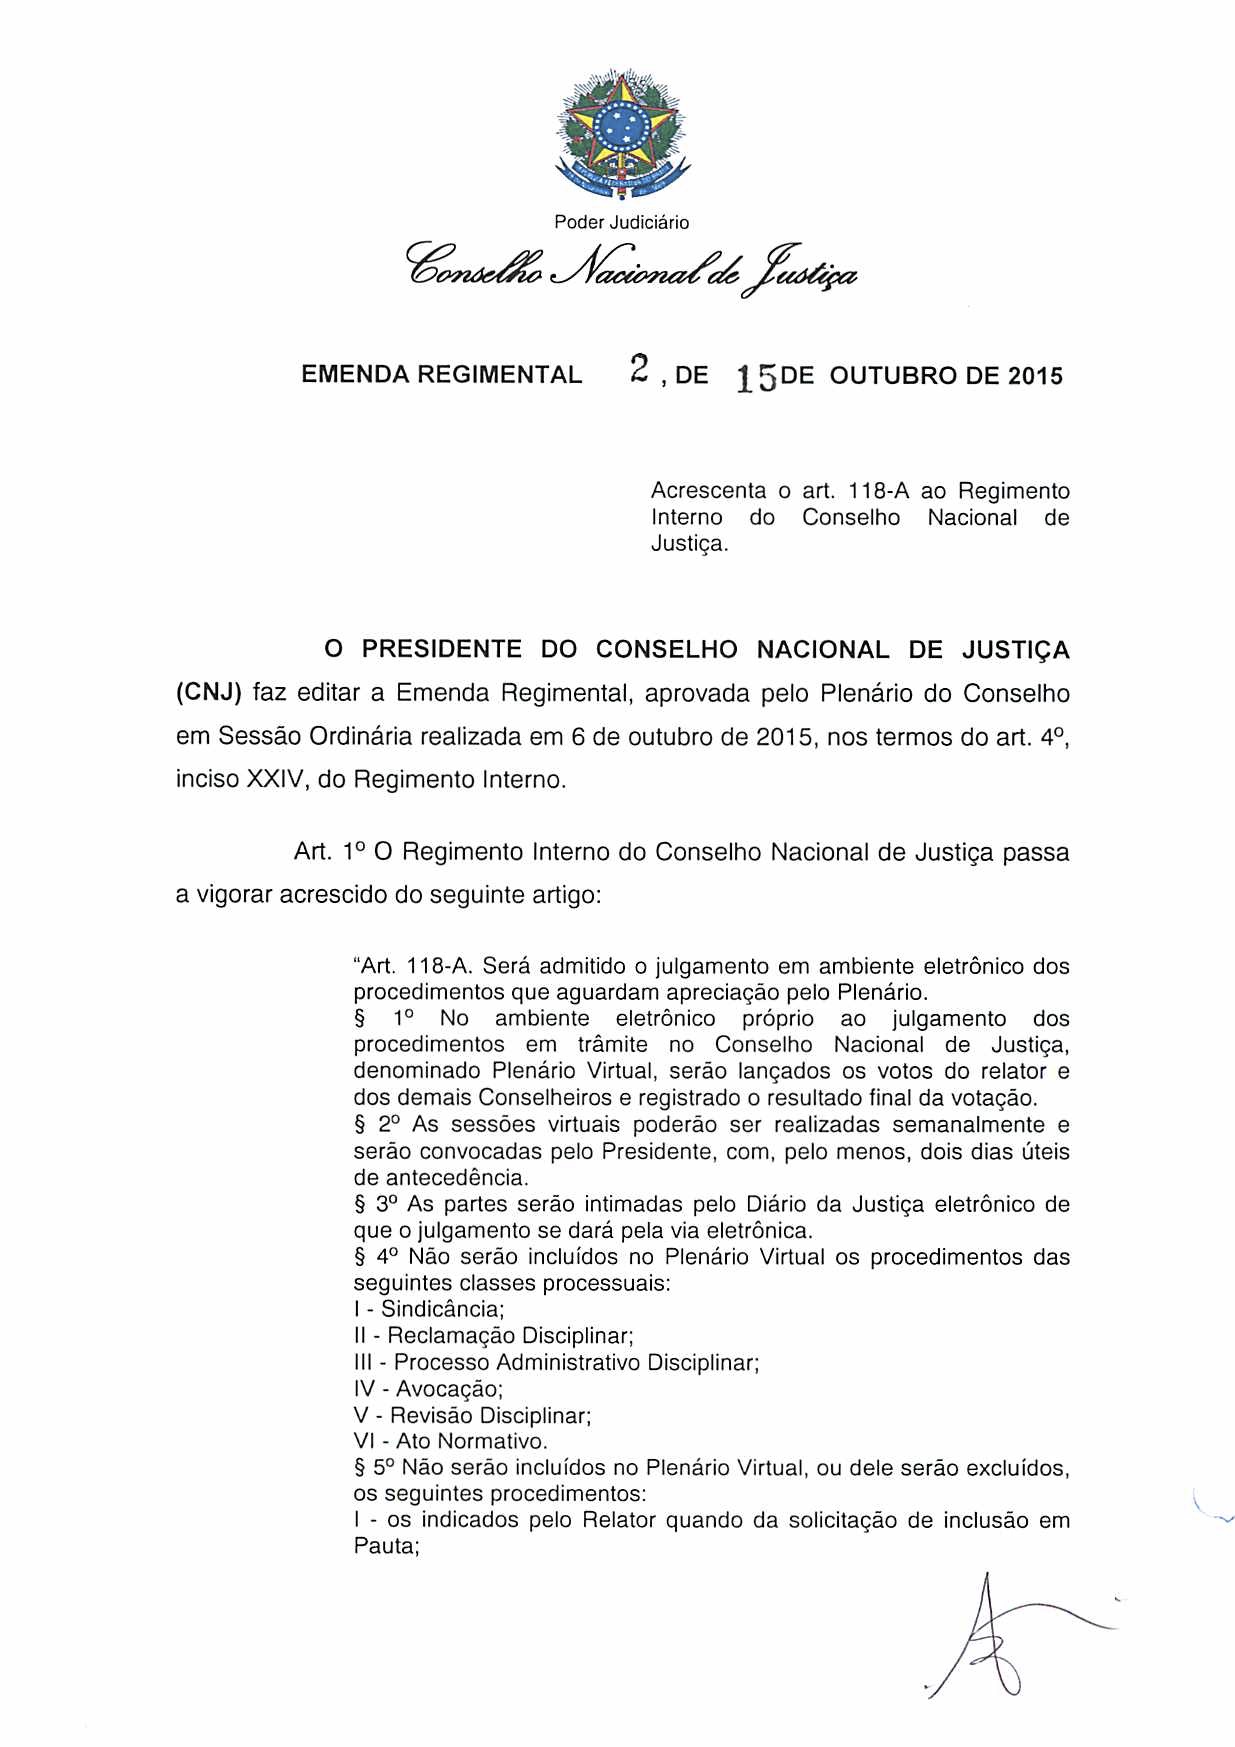 Poder Judiciário
Conselho Nacional de Justiça
EMENDA REGIMENTAL 2 , DE 15 DE OUTUBRO DE 2015
Acrescenta o art. 118-A ao Regimento
Interno do Conselho Nacional de
Justiça.
O PRESIDENTE DO CONSELHO NACIONAL DE JUSTIÇA
(CNJ) faz editar a Emenda Regimental, aprovada pelo Plenário do Conselho
em Sessão Ordinária realizada em 6 de outubro de 2015, nos termos do art. 4º,
inciso XXIV, do Regimento Interno.
Art. 1º O Regimento Interno do Conselho Nacional de Justiça passa
a vigorar acrescido do seguinte artigo:
“Art. 118-A. Será admitido o julgamento em ambiente eletrônico dos
procedimentos que aguardam apreciação pelo Plenário.
§ 1º No ambiente eletrônico próprio ao julgamento dos
procedimentos em trâmite no Conselho Nacional de Justiça,
denominado Plenário Virtual, serão lançados os votos do relator e
dos demais Conselheiros e registrado o resultado final da votação.
§ 2º As sessões virtuais poderão ser realizadas semanalmente e
serão convocadas pelo Presidente, com, pelo menos, dois dias úteis
de antecedência.
§ 3º As partes serão intimadas pelo Diário da Justiça eletrônico de
que o julgamento se dará pela via eletrônica.
§ 4º Não serão incluídos no Plenário Virtual os procedimentos das
seguintes classes processuais:
I - Sindicância;
II - Reclamação Disciplinar;
III - Processo Administrativo Disciplinar;
IV - Avocação;
V - Revisão Disciplinar;
VI - Ato Normativo.
§ 5º Não serão incluídos no Plenário Virtual, ou dele serão excluídos,
os seguintes procedimentos:
I - os indicados pelo Relator quando da solicitação de inclusão em
Pauta;